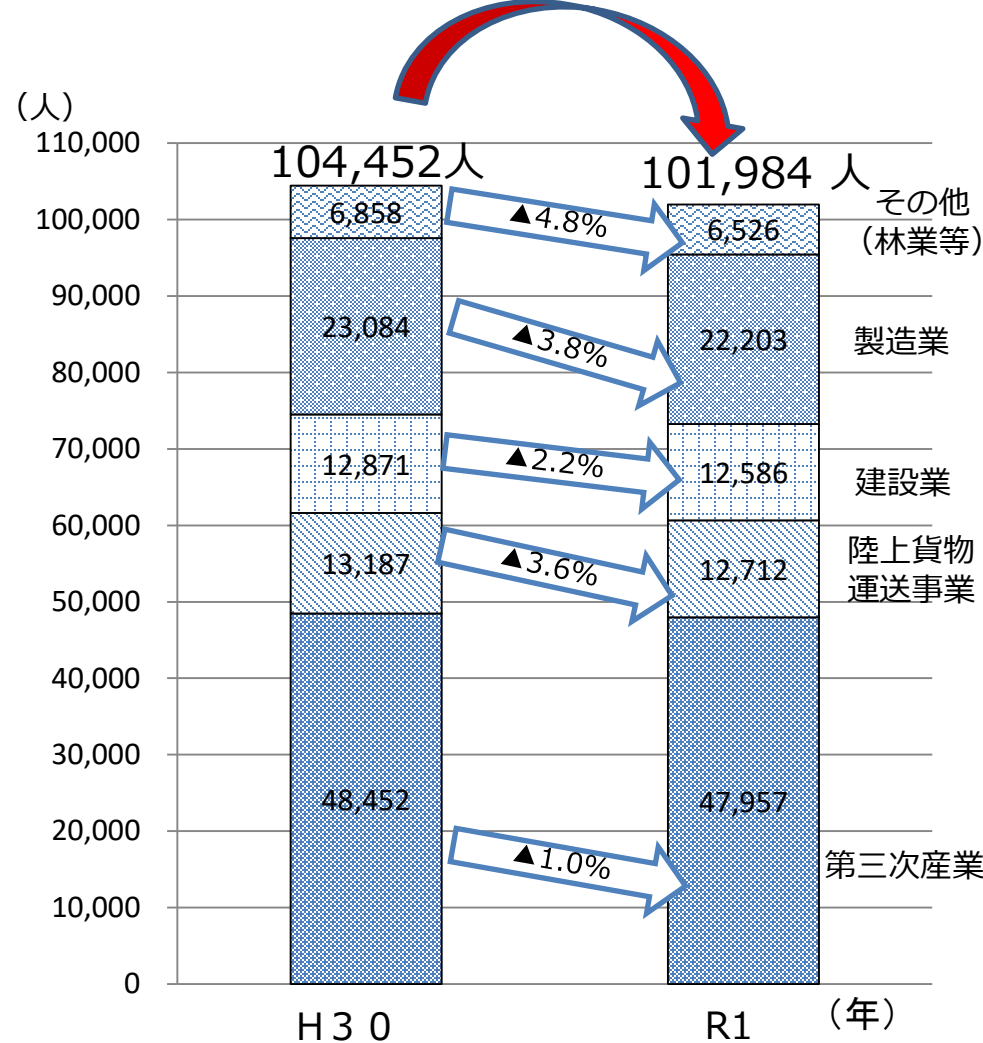 （人）
110,000
100,000
90,000
80,000
70,000
60,000
50,000
40,000
30,000
20,000
10,000
0
104,452人
6,858
23,084
12,871
13,187
48,452
▲4.8%
▲3.8%
▲2.2%
▲3.6%
▲1.0%
101,984 人
6,526
22,203
12,586
12,712
47,957
その他
（林業等）
製造業
建設業
陸上貨物
運送事業
第三次産業
H３０
R1
（年）